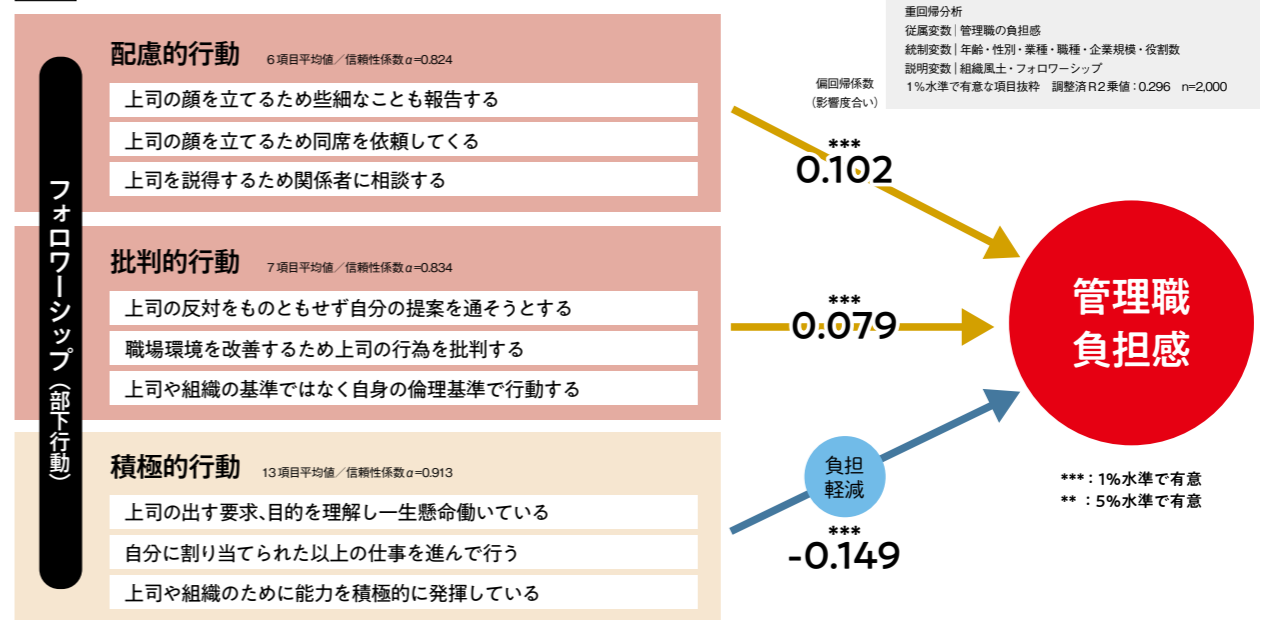 重回帰分析
従属変数｜管理職の負担感
統制変数｜年齢・性別・業種・職種・企業規模・役割数
説明変数｜組織風土・フォロワーシップ
1%水準で有意な項目抜粋　調整済R2乗値：0.296　n=2,000
フォロワーシップ（部下行動）
配慮的行動　6項目平均値／信頼性係数α=0.824
上司の顔を立てるため些細なことも報告する
上司の顔を立てるため同席を依頼してくる
上司を説得するため関係者に相談する
批判的行動　7項目平均値／信頼性係数α=0.834
上司の反対をものともせず自分の提案を通そうとする
職場環境を改善するため上司の行為を批判する
上司や組織の基準ではなく自身の倫理基準で行動する
積極的行動　13項目平均値／信頼性係数α=0.913
上司の出す要求、目的を理解し一生懸命働いている
自分に割り当てられた以上の仕事を進んで行う
上司や組織のために能力を積極的に発揮している
偏回帰係数
（影響度合い）
***
0.102
***
0.079
負担
軽減
***
-0.149
管理職
負担感
***：1%水準で有意
**：5%水準で有意